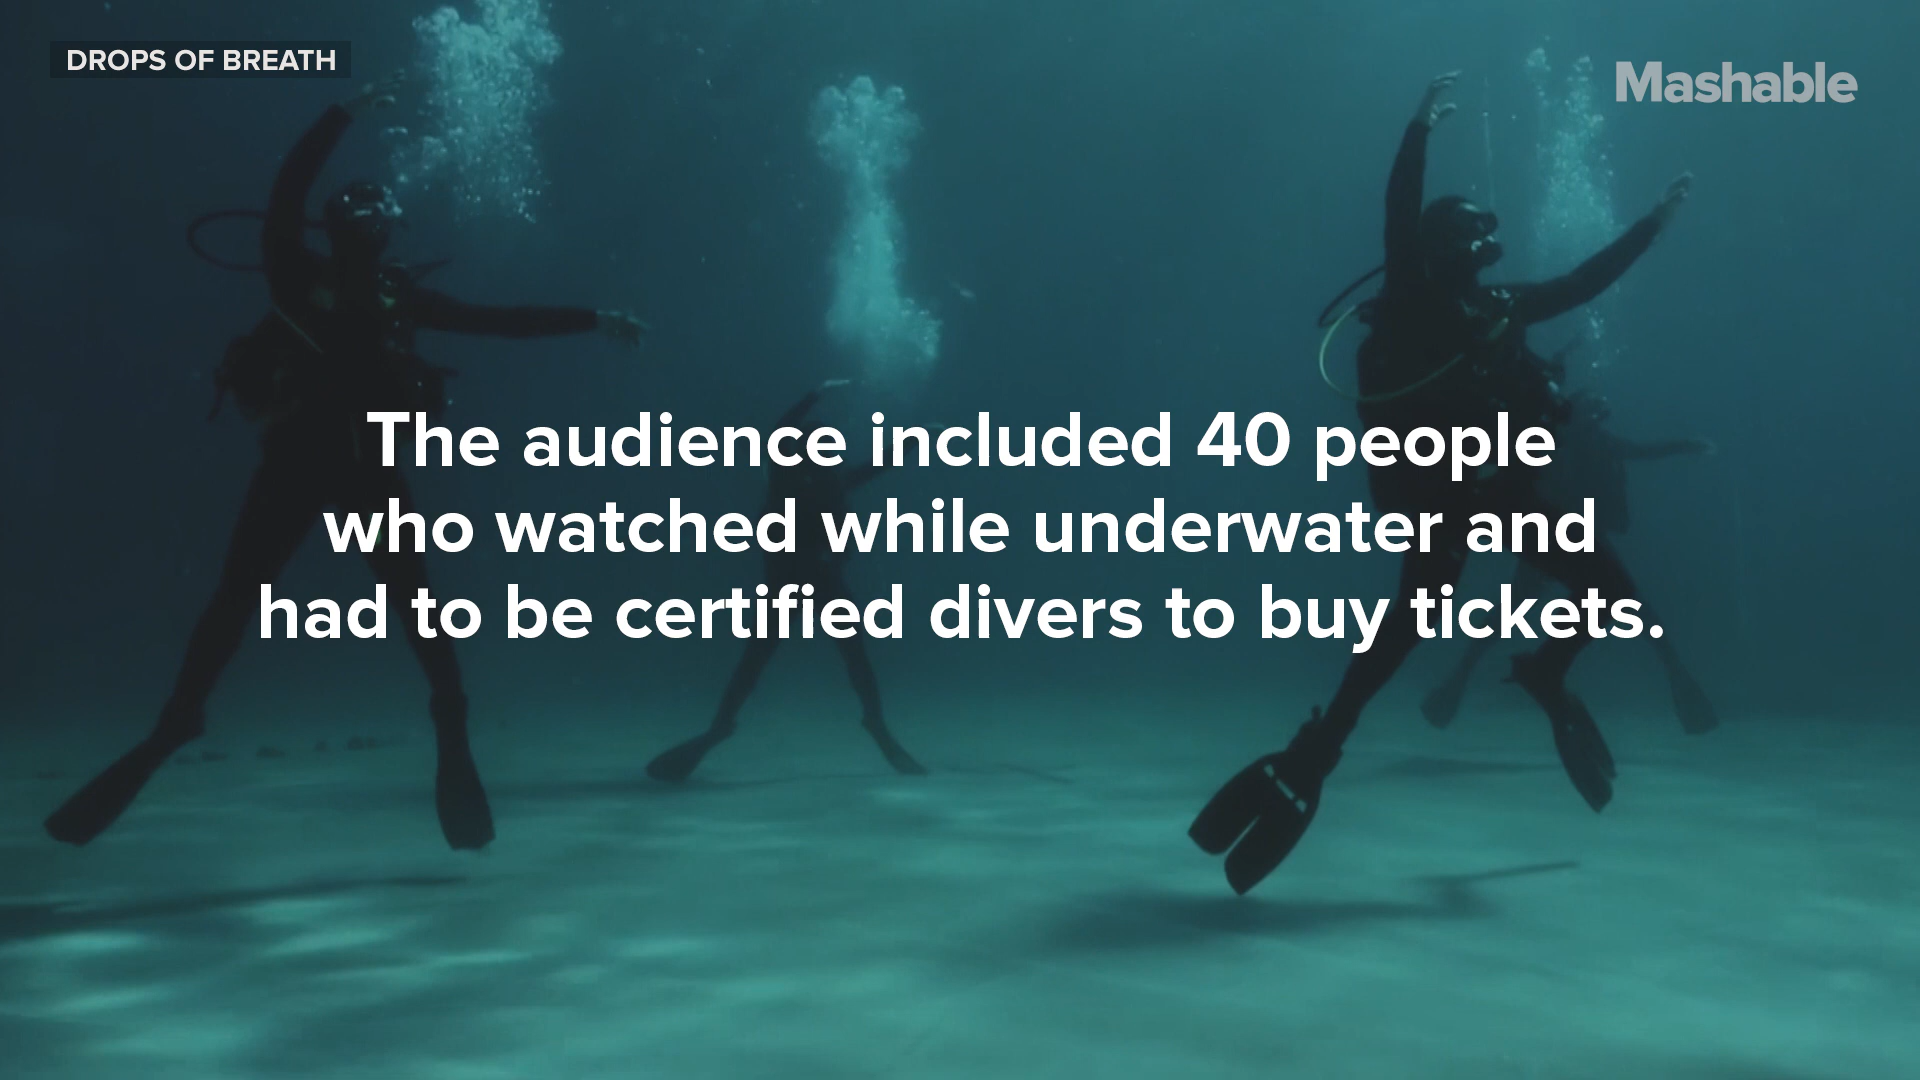 DROPS OF BREATH
Mashable
The audience included 40 people
who watched while underwater and
had to be certified divers to buy tickets.